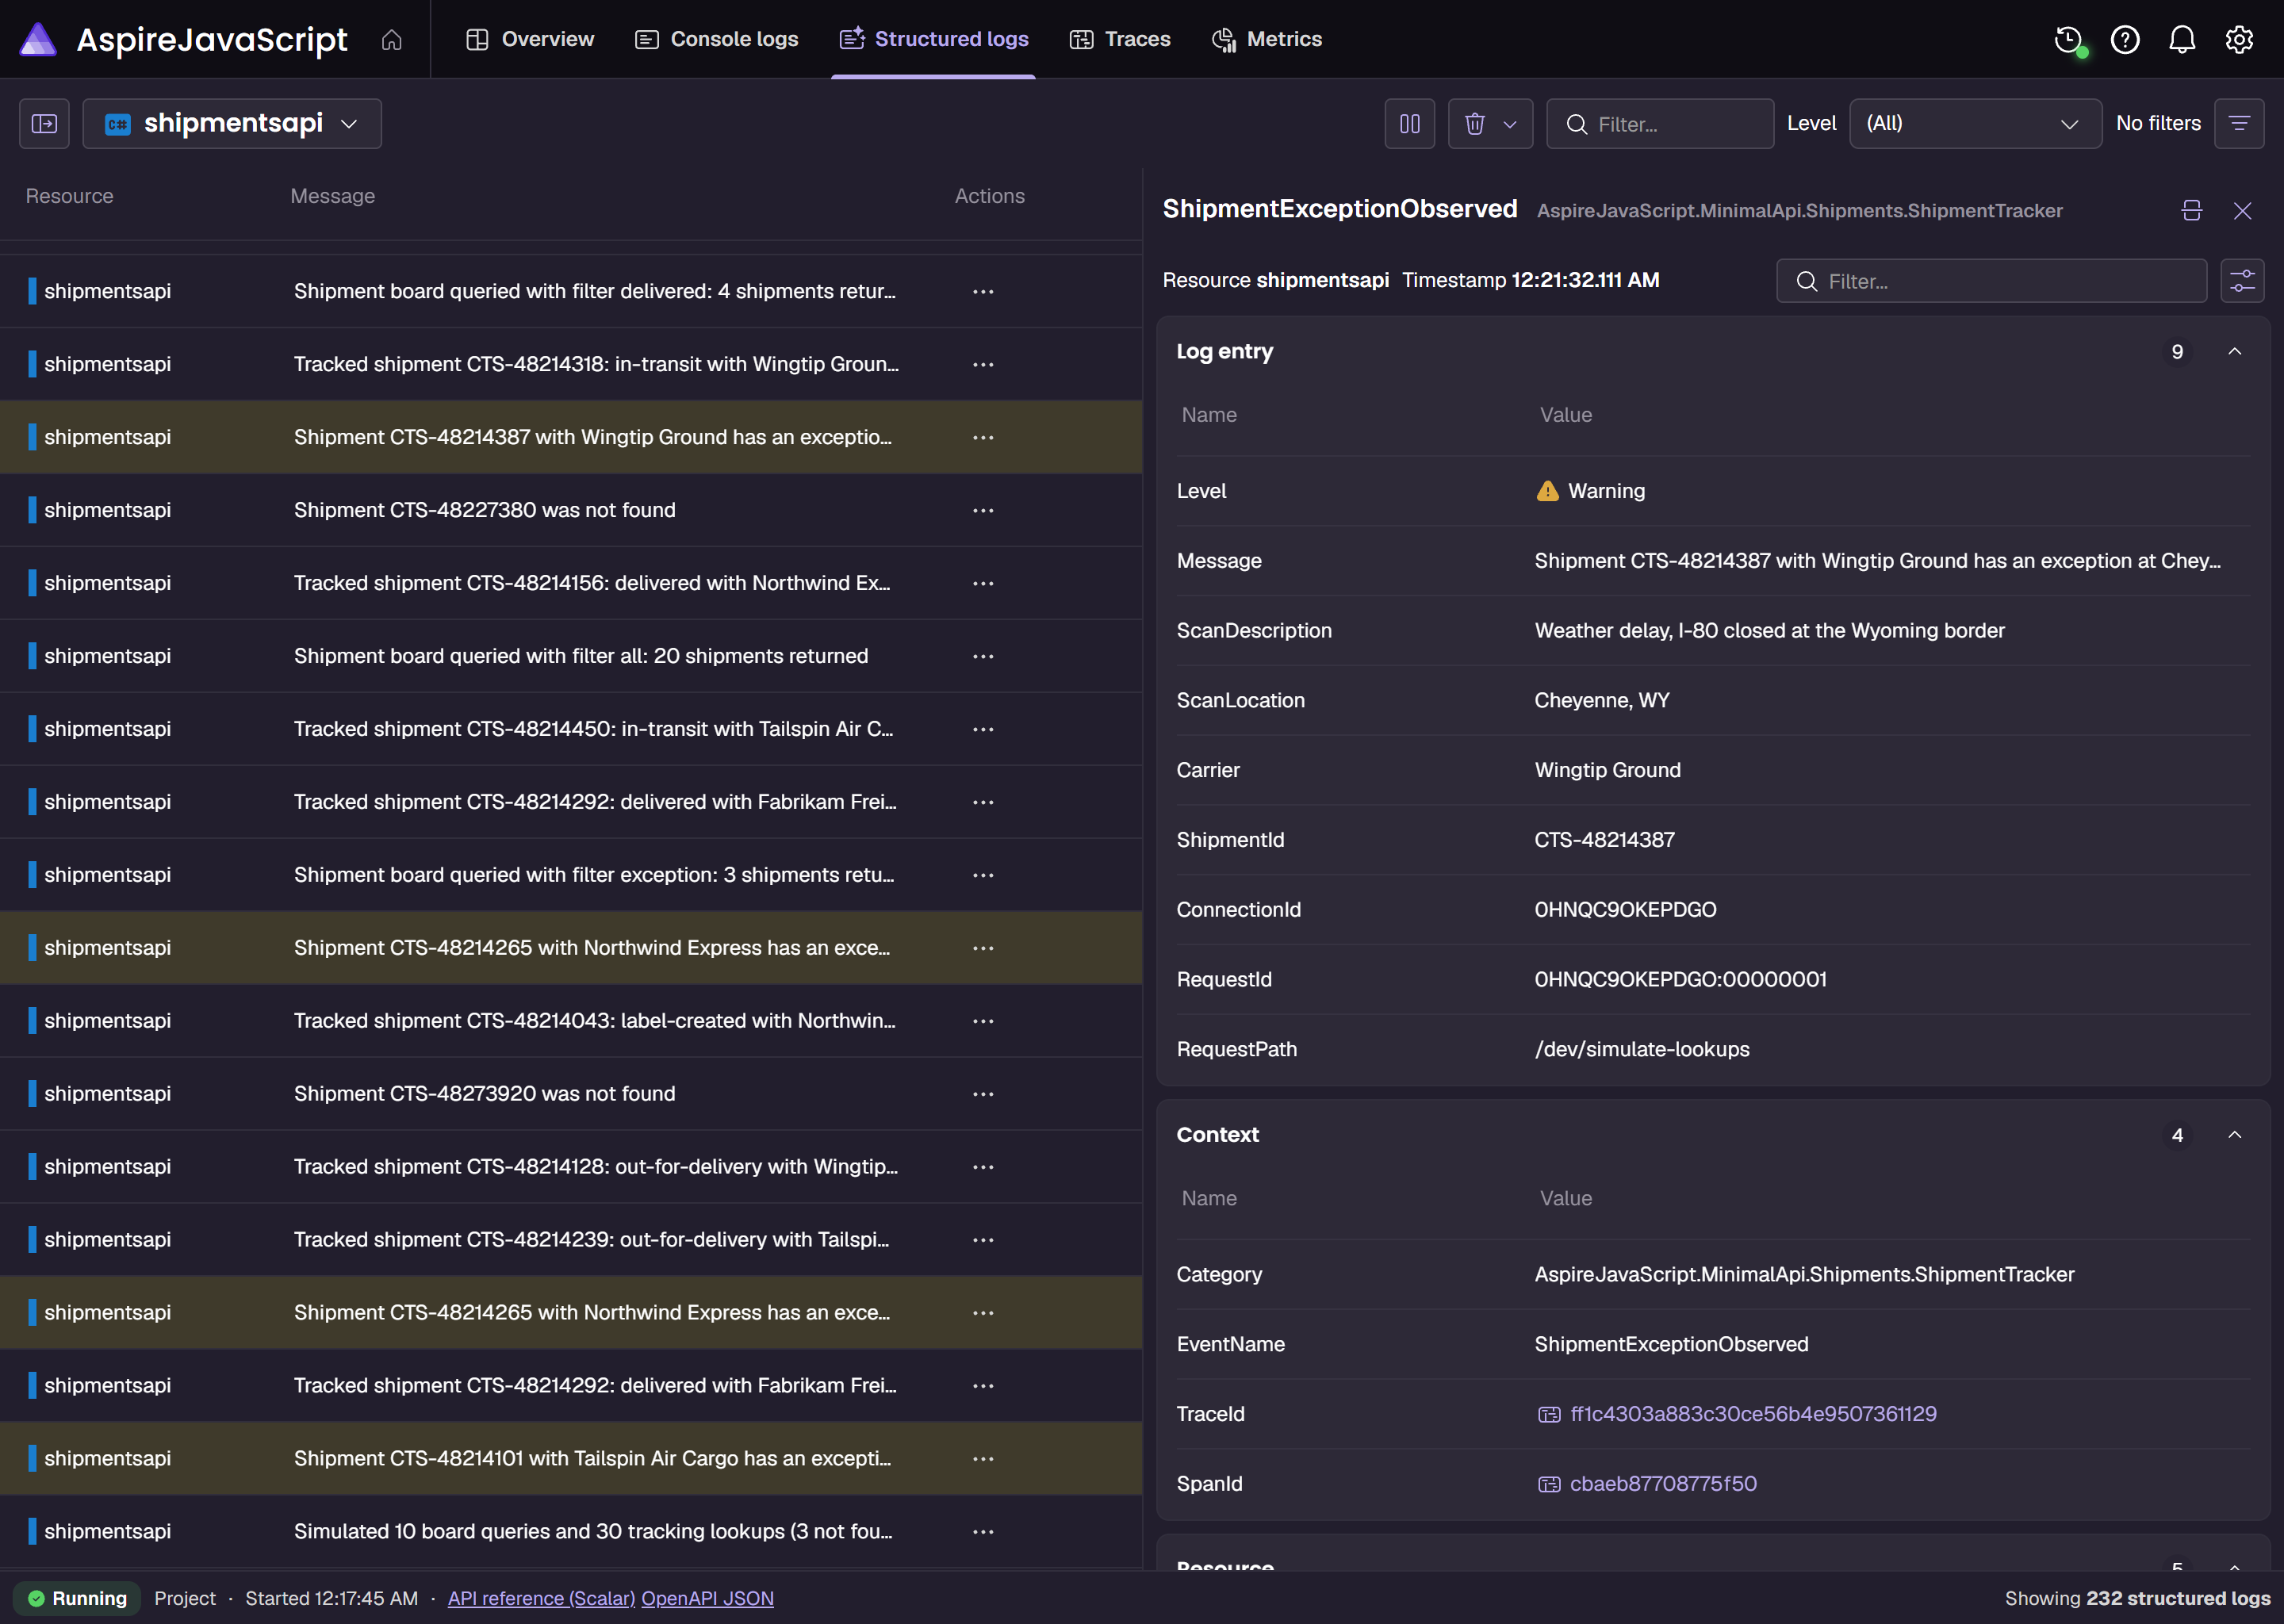 AspireJavaScript Overview Console logs Structured logs Traces Metrics
C# shipmentsapi Filter... Level (All) No filters
Resource Message Actions
shipmentsapi Shipment board queried with filter delivered: 4 shipments retur...
shipmentsapi Tracked shipment CTS-48214318: in-transit with Wingtip Groun...
shipmentsapi Shipment CTS-48214387 with Wingtip Ground has an exceptio...
shipmentsapi Shipment CTS-48227380 was not found
shipmentsapi Tracked shipment CTS-48214156: delivered with Northwind Ex...
shipmentsapi Shipment board queried with filter all: 20 shipments returned
shipmentsapi Tracked shipment CTS-48214450: in-transit with Tailspin Air C...
shipmentsapi Tracked shipment CTS-48214292: delivered with Fabrikam Frei...
shipmentsapi Shipment board queried with filter exception: 3 shipments retu...
shipmentsapi Shipment CTS-48214265 with Northwind Express has an exce...
shipmentsapi Tracked shipment CTS-48214043: label-created with Northwin...
shipmentsapi Shipment CTS-48273920 was not found
shipmentsapi Tracked shipment CTS-48214128: out-for-delivery with Wingtip...
shipmentsapi Tracked shipment CTS-48214239: out-for-delivery with Tailspi...
shipmentsapi Shipment CTS-48214265 with Northwind Express has an exce...
shipmentsapi Tracked shipment CTS-48214292: delivered with Fabrikam Frei...
shipmentsapi Shipment CTS-48214101 with Tailspin Air Cargo has an excepti...
shipmentsapi Simulated 10 board queries and 30 tracking lookups (3 not fou...
ShipmentExceptionObserved AspireJavaScript.MinimalApi.Shipments.ShipmentTracker
Resource shipmentsapi Timestamp 12:21:32.111 AM Filter...
Log entry 9
Name Value
Level Warning
Message Shipment CTS-48214387 with Wingtip Ground has an exception at Chey...
ScanDescription Weather delay, I-80 closed at the Wyoming border
ScanLocation Cheyenne, WY
Carrier Wingtip Ground
ShipmentId CTS-48214387
ConnectionId 0HNQC9OKEPDGO
RequestId 0HNQC9OKEPDGO:00000001
RequestPath /dev/simulate-lookups
Context 4
Name Value
Category AspireJavaScript.MinimalApi.Shipments.ShipmentTracker
EventName ShipmentExceptionObserved
TraceId ff1c4303a883c30ce56b4e9507361129
SpanId cbaeb87708775f50
Resource 5
Running Project · Started 12:17:45 AM · API reference (Scalar) OpenAPI JSON
Showing 232 structured logs